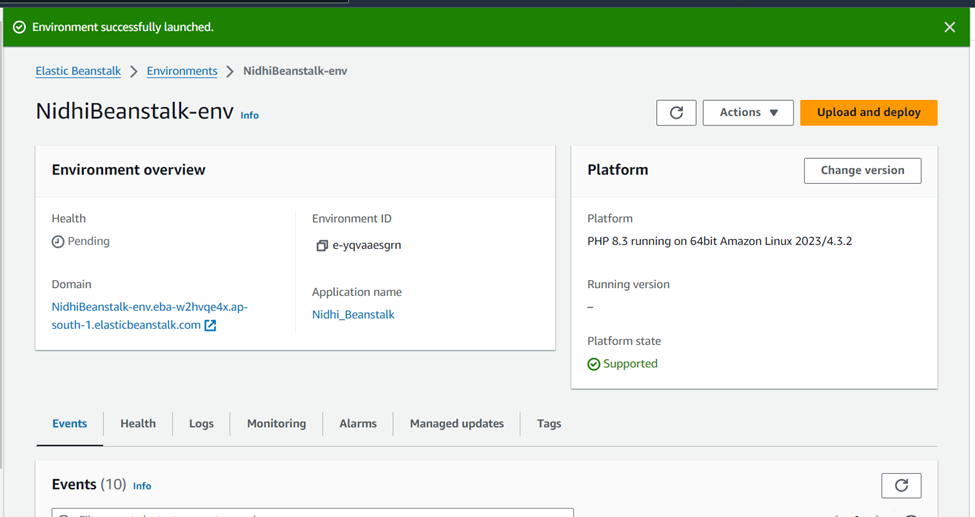 Environment successfully launched.
Elastic Beanstalk > Environments > NidhiBeanstalk-env
NidhiBeanstalk-env Info
Actions
Upload and deploy
Environment overview
Health
Pending
Domain
NidhiBeanstalk-env.eba-w2hvqe4x.ap-
south-1.elasticbeanstalk.com
Environment ID
e-yqvaaesgrn
Application name
Nidhi_Beanstalk
Platform
Change version
Platform
PHP 8.3 running on 64bit Amazon Linux 2023/4.3.2
Running version
–
Platform state
Supported
Events Health Logs Monitoring Alarms Managed updates Tags
Events (10) Info